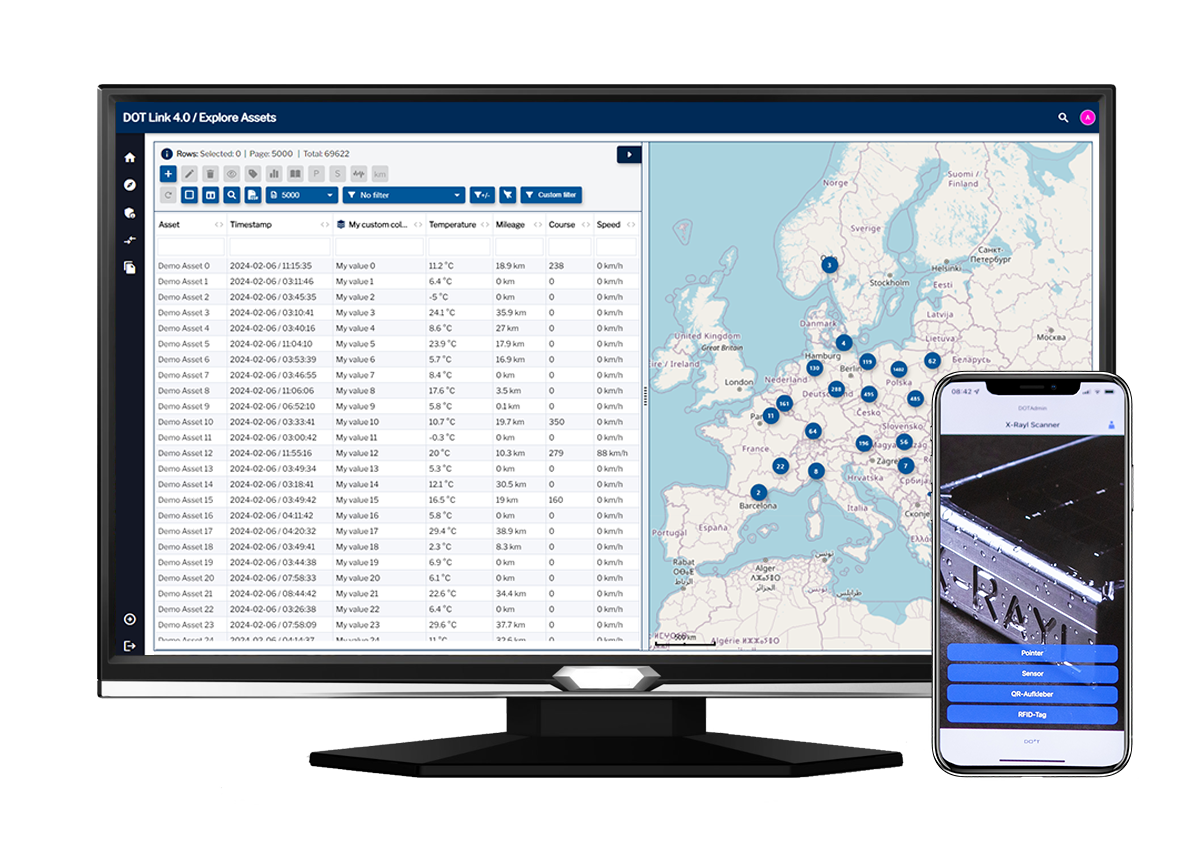 DOT Link 4.0 / Explore Assets
A
Rows: Selected: 0 | Page: 5000 | Total: 69622
P S km
5000 No filter Custom filter
Asset Timestamp My custom col... Temperature Mileage Course Speed
Demo Asset 0 2024-02-06 / 11:15:35 My value 0 11.2 °C 18.9 km 238 0 km/h
Demo Asset 1 2024-02-06 / 03:11:46 My value 1 6.4 °C 0 km 0 0 km/h
Demo Asset 2 2024-02-06 / 03:45:35 My value 2 -5 °C 0 km 0 0 km/h
Demo Asset 3 2024-02-06 / 03:10:41 My value 3 24.1 °C 35.9 km 0 0 km/h
Demo Asset 4 2024-02-06 / 03:40:16 My value 4 8.6 °C 27 km 0 0 km/h
Demo Asset 5 2024-02-06 / 11:04:10 My value 5 23.9 °C 17.9 km 0 0 km/h
Demo Asset 6 2024-02-06 / 03:53:39 My value 6 5.7 °C 16.9 km 0 0 km/h
Demo Asset 7 2024-02-06 / 03:46:55 My value 7 8.4 °C 0 km 0 0 km/h
Demo Asset 8 2024-02-06 / 11:06:06 My value 8 17.6 °C 3.5 km 0 0 km/h
Demo Asset 9 2024-02-06 / 06:52:10 My value 9 5.8 °C 0.1 km 0 0 km/h
Demo Asset 10 2024-02-06 / 03:33:41 My value 10 10.7 °C 19.7 km 350 0 km/h
Demo Asset 11 2024-02-06 / 03:00:42 My value 11 -0.3 °C 0 km 0 0 km/h
Demo Asset 12 2024-02-06 / 11:55:16 My value 12 20 °C 10.3 km 279 88 km/h
Demo Asset 13 2024-02-06 / 03:49:34 My value 13 5.3 °C 0 km 0 0 km/h
Demo Asset 14 2024-02-06 / 03:18:41 My value 14 12.1 °C 30.5 km 0 0 km/h
Demo Asset 15 2024-02-06 / 03:49:42 My value 15 16.5 °C 19 km 160 0 km/h
Demo Asset 16 2024-02-06 / 04:11:42 My value 16 5.8 °C 0 km 0 0 km/h
Demo Asset 17 2024-02-06 / 04:20:32 My value 17 29.4 °C 38.9 km 0 0 km/h
Demo Asset 18 2024-02-06 / 03:49:41 My value 18 2.3 °C 8.3 km 0 0 km/h
Demo Asset 19 2024-02-06 / 03:44:38 My value 19 6.9 °C 0 km 0 0 km/h
Demo Asset 20 2024-02-06 / 07:58:33 My value 20 6.1 °C 0 km 0 0 km/h
Demo Asset 21 2024-02-06 / 08:44:42 My value 21 22.6 °C 34.4 km 0 0 km/h
Demo Asset 22 2024-02-06 / 03:26:38 My value 22 6.4 °C 0 km 0 0 km/h
Demo Asset 23 2024-02-06 / 07:58:09 My value 23 29.6 °C 37.7 km 0 0 km/h
Demo Asset 24 2024-02-06 / 04:14:37 My value 24 11 °C 32.6 km 0 0 km/h
Norge
Suomi /
Finland
Sverige
3
Санкт-
Петербург
Helsinki
Stockholm
Eesti
Latvija
Danmark
United Kingdom
Great Britain
Lietuva
Москва
4
Hamburg
Беларусь
119
62
130
Berlin
1402
London
Nederland
Polska
288
Deutsc
495
485
161
11
Česko
64
Slovensko
196
56
France
Zagre
7
22
8
Hrvatska
Србија
2
Barcelona
Italia
Portugal
España
Скопје
Rabat
الرباط
Alger
الجزائر
تونس
طرابلس
500 km
Algérie
08:42
DOTAdmin
X-Rayl Scanner
-RAYL
Pointer
Sensor
QR-Aufkleber
RFID-Tag
DO*T